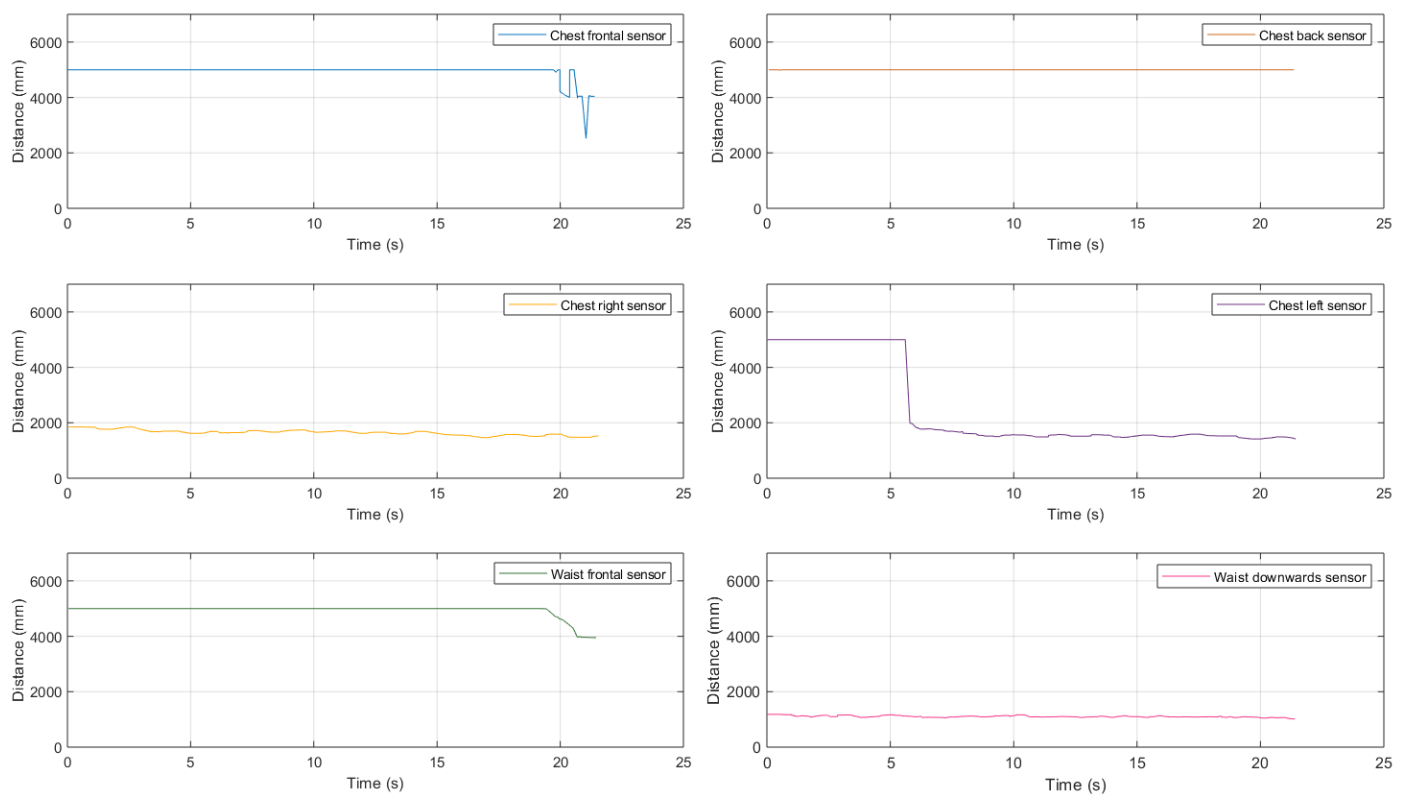 Chest frontal sensor
6000
4000
2000
0
Distance (mm)
0 5 10 15 20 25
Time (s)
Chest back sensor
6000
4000
2000
0
Distance (mm)
0 5 10 15 20 25
Time (s)
Chest right sensor
6000
4000
2000
0
Distance (mm)
0 5 10 15 20 25
Time (s)
Chest left sensor
6000
4000
2000
0
Distance (mm)
0 5 10 15 20 25
Time (s)
Waist frontal sensor
6000
4000
2000
0
Distance (mm)
0 5 10 15 20 25
Time (s)
Waist downwards sensor
6000
4000
2000
0
Distance (mm)
0 5 10 15 20 25
Time (s)